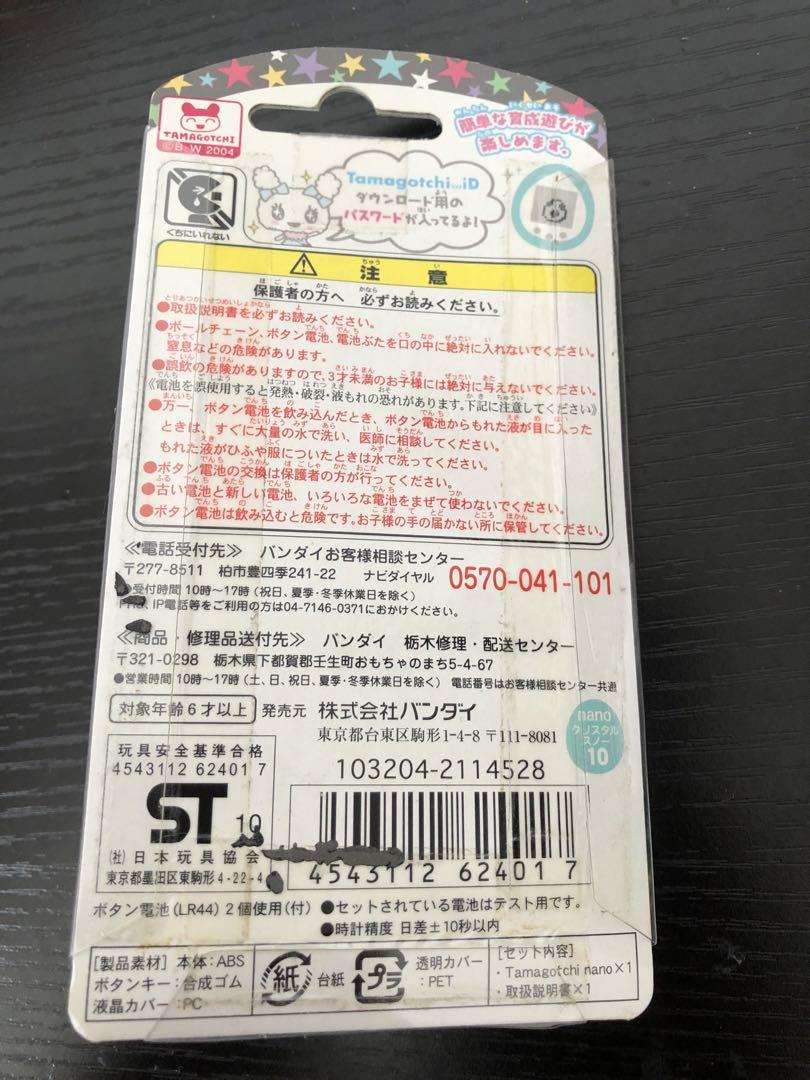 TAMAGOTCHI
©B・W 2004
簡単な育成遊びが
楽しめます。
Tamagotchi iD
ダウンロード用の
パスワードが入ってるよ!
くちにいれない
注意
保護者の方へ 必ずお読みください。
●取扱説明書を必ずお読みください。
●ボールチェーン、ボタン電池、電池ぶたを口の中に絶対に入れないでください。
窒息などの危険があります。
●誤飲の危険がありますので、3才未満のお子様には絶対に与えないでください。
《電池を誤使用すると発熱・破裂・液もれの恐れがあります。下記に注意してください》
●万一、ボタン電池を飲み込んだとき、ボタン電池からもれた液が目に入った
ときは、すぐに大量の水で洗い、医師に相談してください。
もれた液がひふや服についたときは水で洗ってください。
●ボタン電池の交換は保護者の方が行ってください。
●古い電池と新しい電池、いろいろな電池をまぜて使わないでください。
●ボタン電池は飲み込むと危険です。お子様の手の届かない所に保管してください。
≪電話受付先≫ バンダイお客様相談センター
〒277-8511 柏市豊四季241-22 ナビダイヤル 0570-041-101
●受付時間 10時〜17時(祝日、夏季・冬季休業日を除く)
PHS、IP電話等をご利用の方は04-7146-0371におかけください。
≪商品・修理品送付先≫ バンダイ 栃木修理・配送センター
〒321-0298 栃木県下都賀郡壬生町おもちゃのまち5-4-67
●営業時間 10時〜17時(土、日、祝日、夏季・冬季休業日を除く) 電話番号はお客様相談センター共通
対象年齢6才以上 発売元 株式会社バンダイ
東京都台東区駒形1-4-8 〒111-8081
nano
クリスタル
スノー
10
玩具安全基準合格
4543112 62401 7
ST 10
(社)日本玩具協会
東京都墨田区東駒形4-22-4
103204-2114528
4543112 62401 7
ボタン電池(LR44)2個使用(付) ●セットされている電池はテスト用です。
●時計精度 日差±10秒以内
[製品素材] 本体:ABS
ボタンキー:合成ゴム
液晶カバー:PC
紙 台紙
プラ 透明カバー
:PET
[セット内容]
・Tamagotchi nano×1
・取扱説明書×1